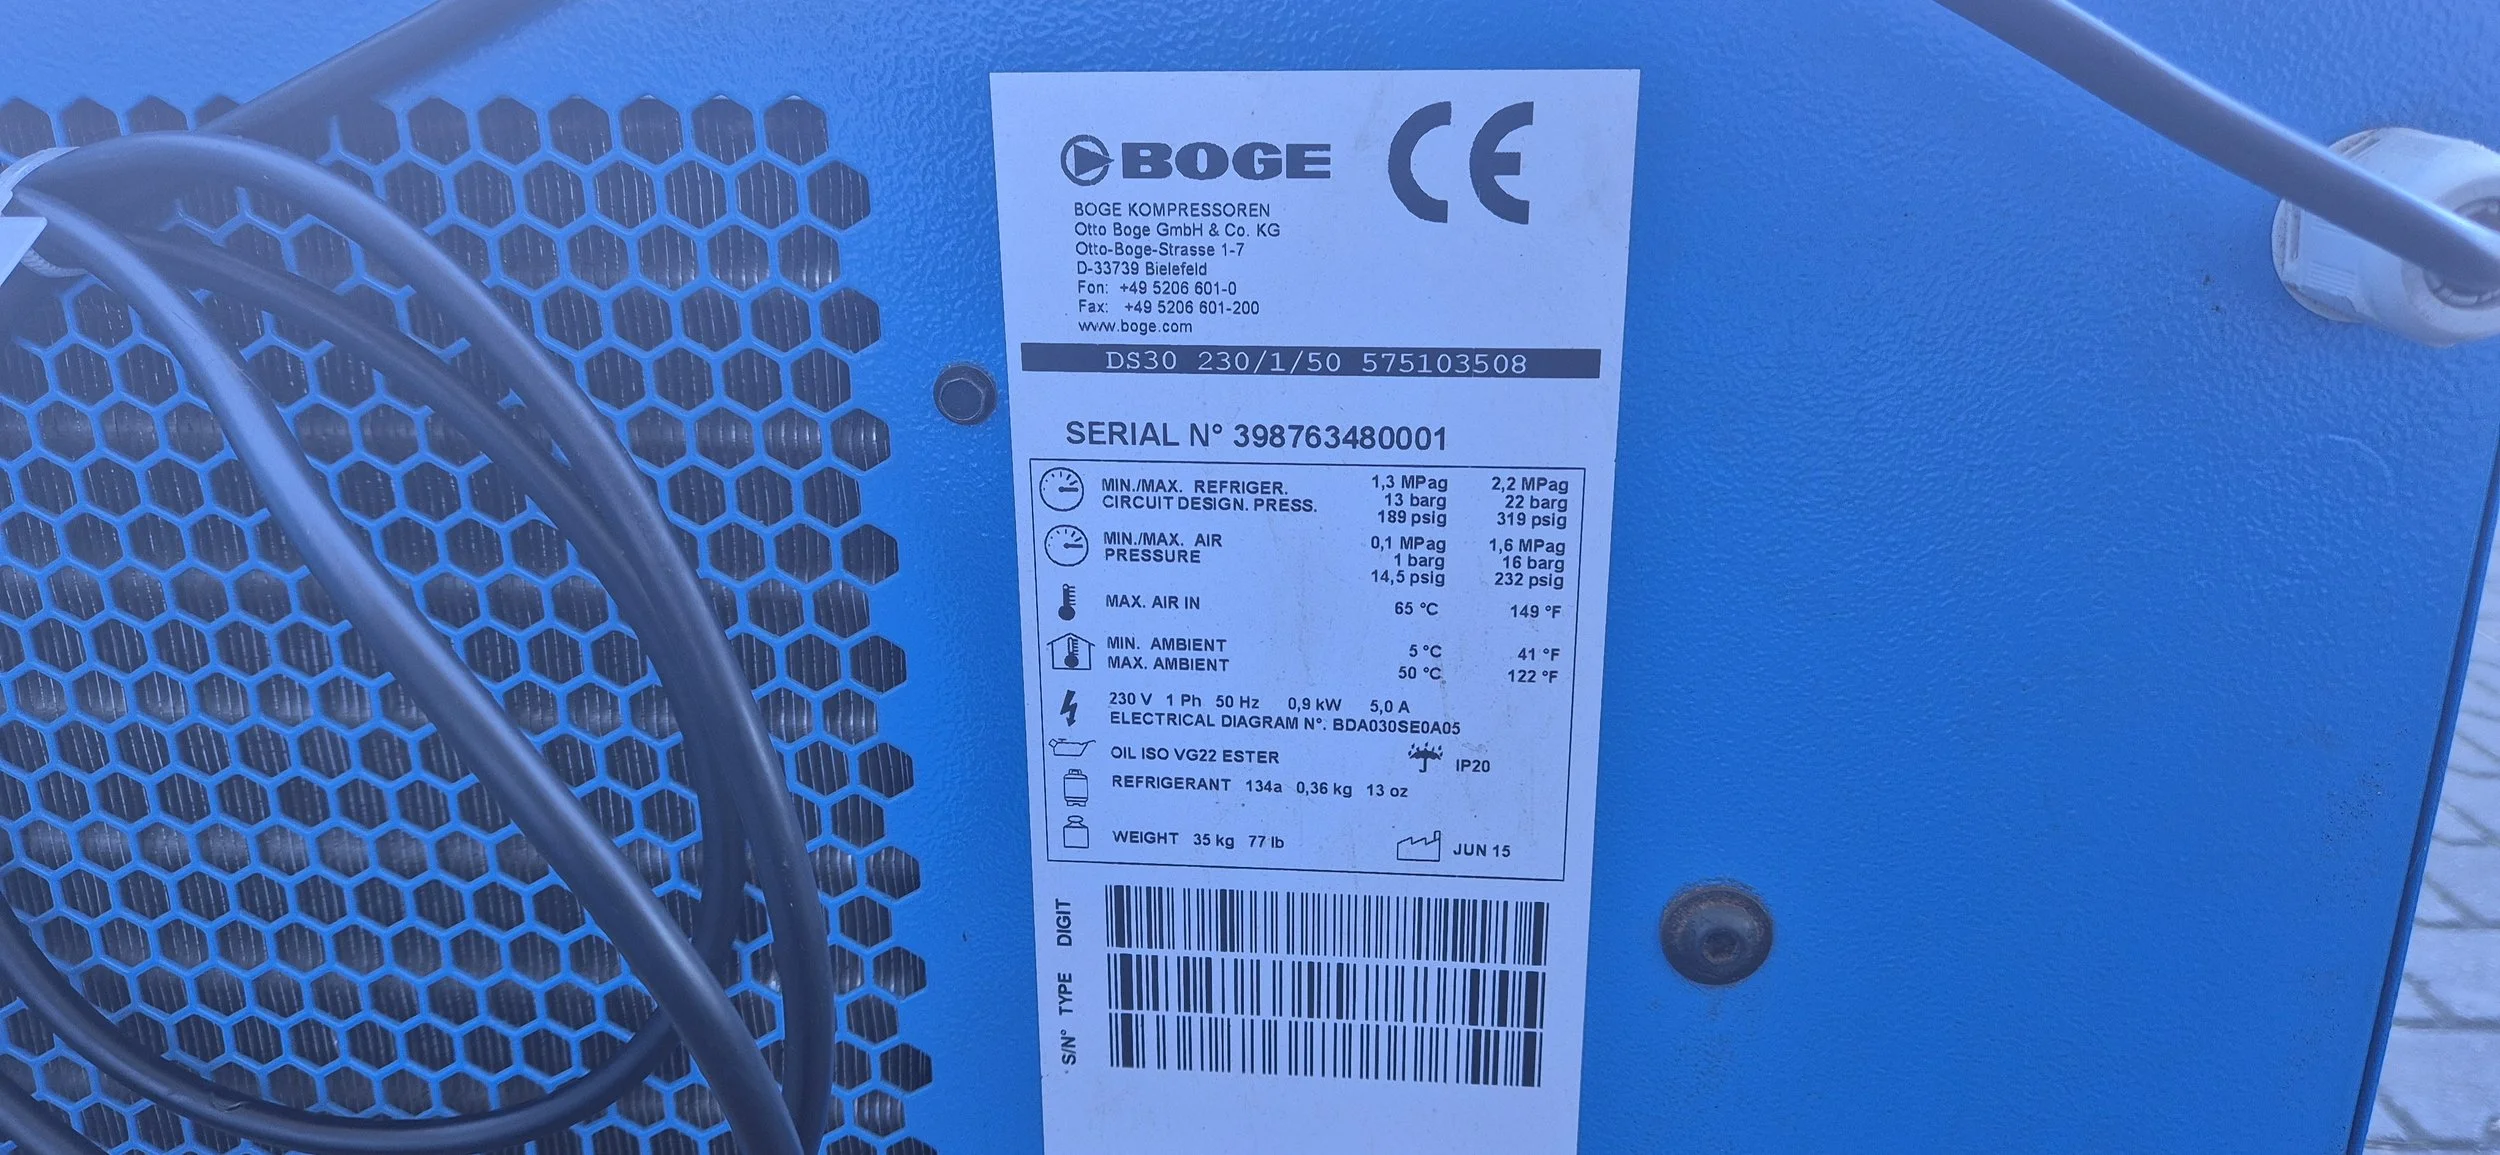 BOGE CE
BOGE KOMPRESSOREN
Otto Boge GmbH & Co. KG
Otto-Boge-Strasse 1-7
D-33739 Bielefeld
Fon: +49 5206 601-0
Fax: +49 5206 601-200
www.boge.com
DS30 230/1/50 575103508
SERIAL N° 398763480001
MIN./MAX. REFRIGER. 1,3 MPag 2,2 MPag
CIRCUIT DESIGN. PRESS. 13 barg 22 barg
189 psig 319 psig
MIN./MAX. AIR 0,1 MPag 1,6 MPag
PRESSURE 1 barg 16 barg
14,5 psig 232 psig
MAX. AIR IN 65 °C 149 °F
MIN. AMBIENT 5 °C 41 °F
MAX. AMBIENT 50 °C 122 °F
230 V 1 Ph 50 Hz 0,9 kW 5,0 A
ELECTRICAL DIAGRAM N°. BDA030SE0A05
OIL ISO VG22 ESTER IP20
REFRIGERANT 134a 0,36 kg 13 oz
WEIGHT 35 kg 77 lb JUN 15
S/N° TYPE DIGIT